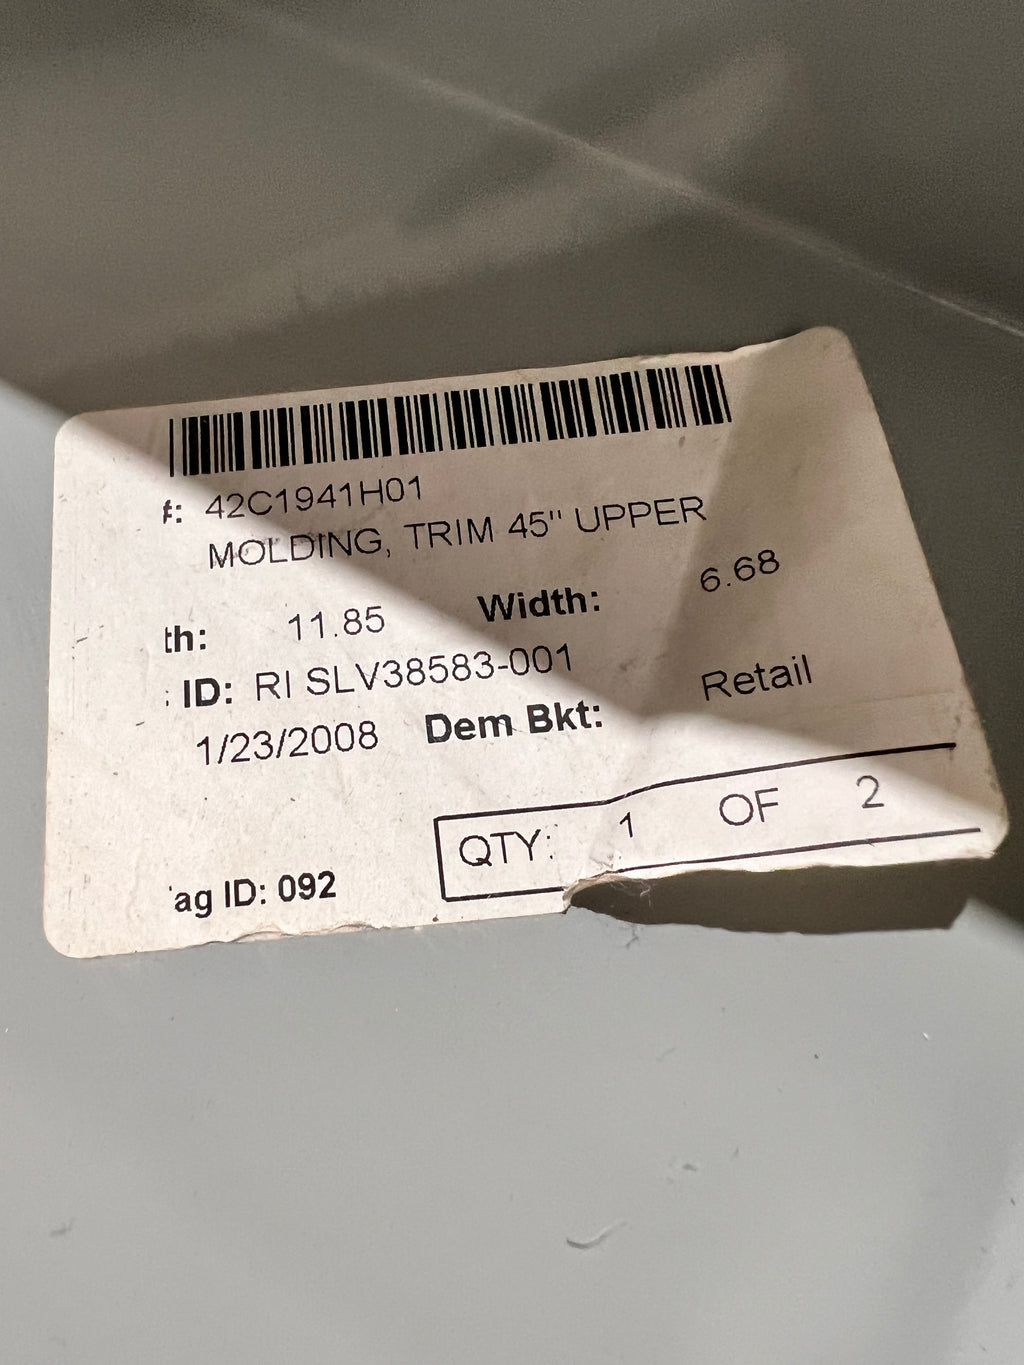 #: 42C1941H01
MOLDING, TRIM 45" UPPER
th: 11.85 Width: 6.68
: ID: RI SLV38583-001
1/23/2008 Dem Bkt: Retail
QTY: 1 OF 2
ag ID: 092